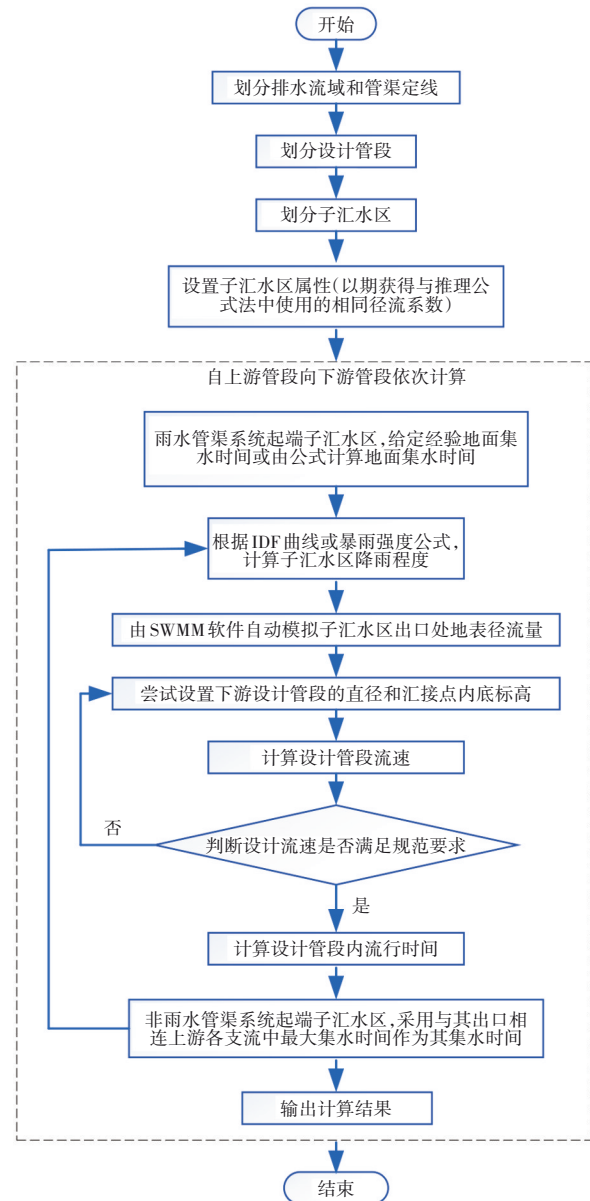 开始
划分排水流域和管渠定线
划分设计管段
划分子汇水区
设置子汇水区属性(以期获得与推理公
式法中使用的相同径流系数)
自上游管段向下游管段依次计算
雨水管渠系统起端子汇水区,给定经验地面集
水时间或由公式计算地面集水时间
根据IDF曲线或暴雨强度公式,
计算子汇水区降雨程度
由SWMM软件自动模拟子汇水区出口处地表径流量
尝试设置下游设计管段的直径和汇接点内底标高
计算设计管段流速
否
判断设计流速是否满足规范要求
是
计算设计管段内流行时间
非雨水管渠系统起端子汇水区,采用与其出口相
连上游各支流中最大集水时间作为其集水时间
输出计算结果
结束